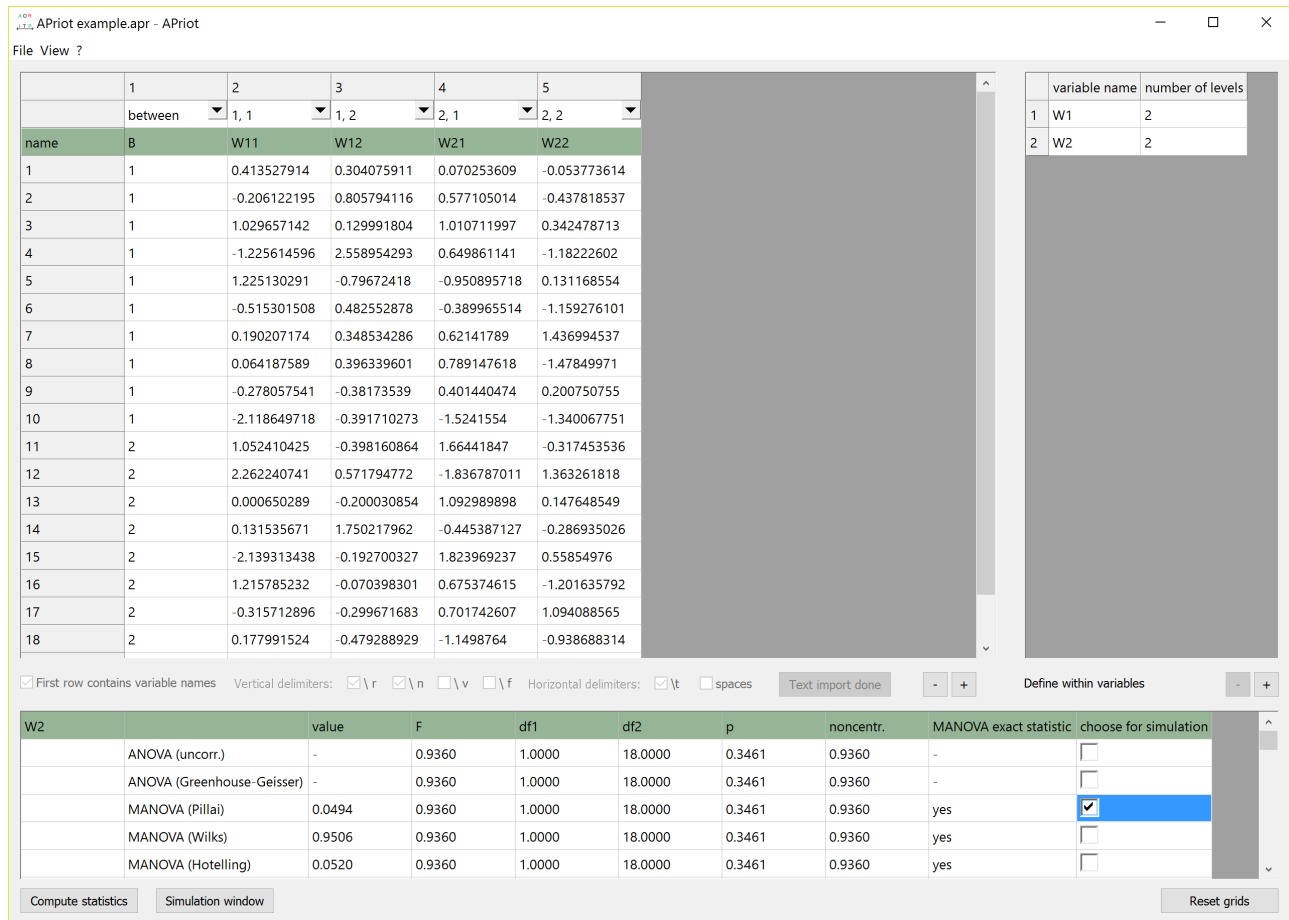 APriot example.apr - APriot
File View ?
1 2 3 4 5
between 1, 1 1, 2 2, 1 2, 2
name B W11 W12 W21 W22
1 1 0.413527914 0.304075911 0.070253609 -0.053773614
2 1 -0.206122195 0.805794116 0.577105014 -0.437818537
3 1 1.029657142 0.129991804 1.010711997 0.342478713
4 1 -1.225614596 2.558954293 0.649861141 -1.18222602
5 1 1.225130291 -0.79672418 -0.950895718 0.131168554
6 1 -0.515301508 0.482552878 -0.389965514 -1.159276101
7 1 0.190207174 0.348534286 0.62141789 1.436994537
8 1 0.064187589 0.396339601 0.789147618 -1.47849971
9 1 -0.278057541 -0.38173539 0.401440474 0.200750755
10 1 -2.118649718 -0.391710273 -1.5241554 -1.340067751
11 2 1.052410425 -0.398160864 1.66441847 -0.317453536
12 2 2.262240741 0.571794772 -1.836787011 1.363261818
13 2 0.000650289 -0.200030854 1.092989898 0.147648549
14 2 0.131535671 1.750217962 -0.445387127 -0.286935026
15 2 -2.139313438 -0.192700327 1.823969237 0.55854976
16 2 1.215785232 -0.070398301 0.675374615 -1.201635792
17 2 -0.315712896 -0.299671683 0.701742607 1.094088565
18 2 0.177991524 -0.479288929 -1.1498764 -0.938688314
variable name number of levels
1 W1 2
2 W2 2
First row contains variable names Vertical delimiters: \r \n \v \f Horizontal delimiters: \t spaces Text import done - + Define within variables - +
W2 value F df1 df2 p noncentr. MANOVA exact statistic choose for simulation
ANOVA (uncorr.) - 0.9360 1.0000 18.0000 0.3461 0.9360 -
ANOVA (Greenhouse-Geisser) - 0.9360 1.0000 18.0000 0.3461 0.9360 -
MANOVA (Pillai) 0.0494 0.9360 1.0000 18.0000 0.3461 0.9360 yes
MANOVA (Wilks) 0.9506 0.9360 1.0000 18.0000 0.3461 0.9360 yes
MANOVA (Hotelling) 0.0520 0.9360 1.0000 18.0000 0.3461 0.9360 yes
Compute statistics Simulation window Reset grids